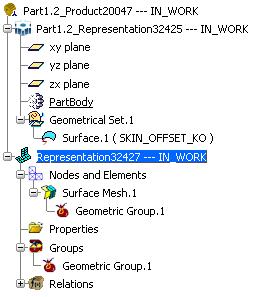 Part1.2_Product20047 --- IN_WORK
Part1.2_Representation32425 --- IN_WORK
xy plane
yz plane
zx plane
PartBody
Geometrical Set.1
Surface.1 ( SKIN_OFFSET_KO )
Representation32427 --- IN_WORK
Nodes and Elements
Surface Mesh.1
Geometric Group.1
Properties
Groups
Geometric Group.1
Relations